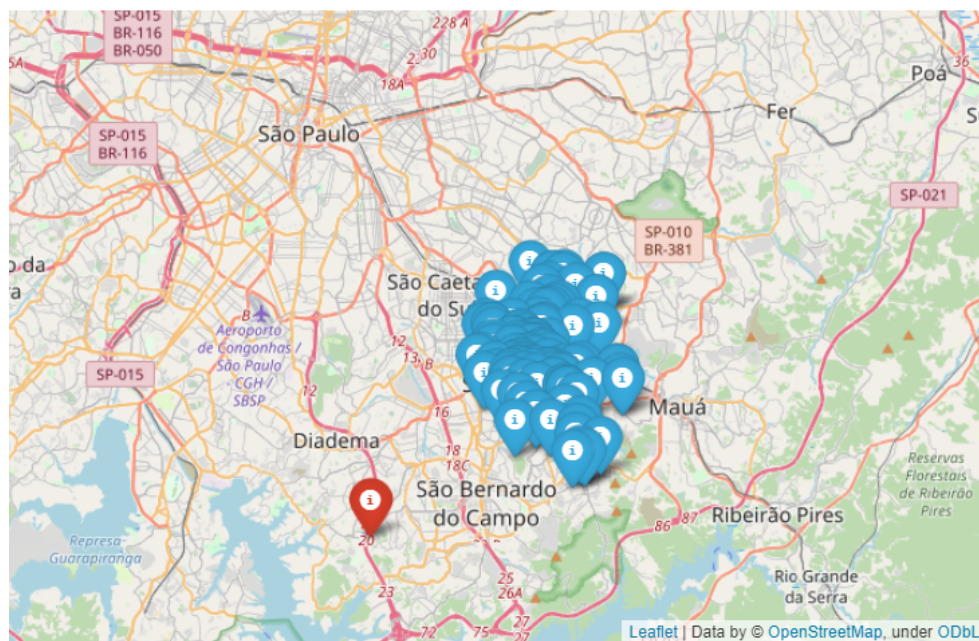 SP-015
BR-116
BR-050
228 A
30
18A
36
Poá
Fer
São Paulo
SP-015
BR-116
SP-021
SP-010
BR-381
o da
ra
São Caeta
do Su
B
Aeroporto
de Congonhas /
São Paulo
CGH /
SBSP
12
13
B
SP-015
12
16
Mauá
Diadema
18
18C
São Bernardo
do Campo
Reservas
Florestais
de Ribeirão
Pires
86
87
Ribeirão Pires
Represa-
Guarapiranga
20
Rio Grande
da Serra
23
25
26
27
72
75
26A
Leaflet | Data by © OpenStreetMap, under ODbl